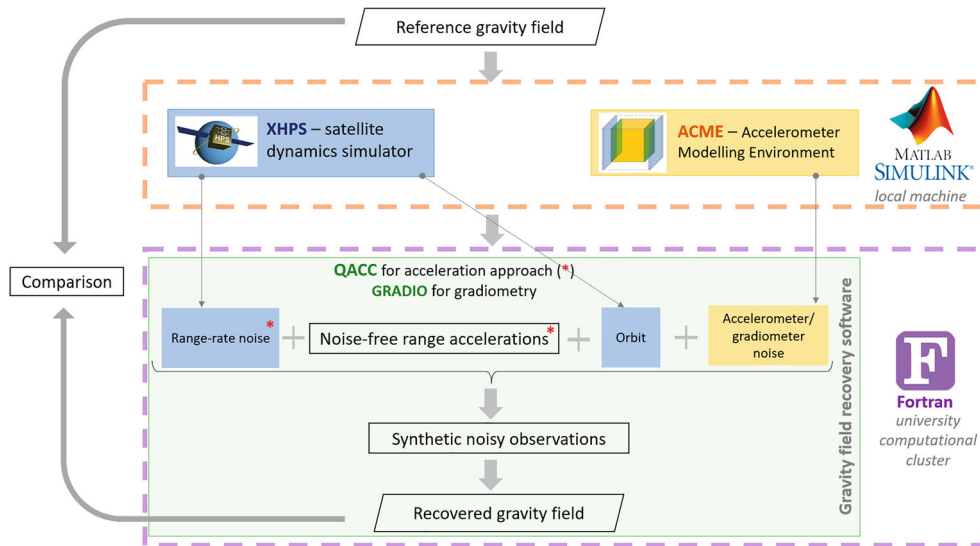 Reference gravity field
HPS
XHPS – satellite
dynamics simulator
ACME – Accelerometer
Modelling Environment
MATLAB
SIMULINK®
local machine
Comparison
QACC for acceleration approach (*)
GRADIO for gradiometry
Range-rate noise *
+
Noise-free range accelerations *
+
Orbit
+
Accelerometer/
gradiometer
noise
Synthetic noisy observations
Recovered gravity field
Gravity field recovery software
F
Fortran
university
computational
cluster